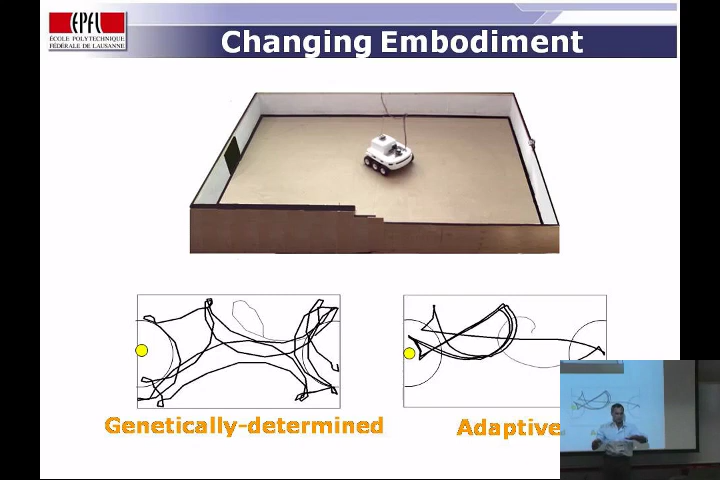 EPFL
ÉCOLE POLYTECHNIQUE
FÉDÉRALE DE LAUSANNE
Changing Embodiment
Genetically-determined
Adaptive